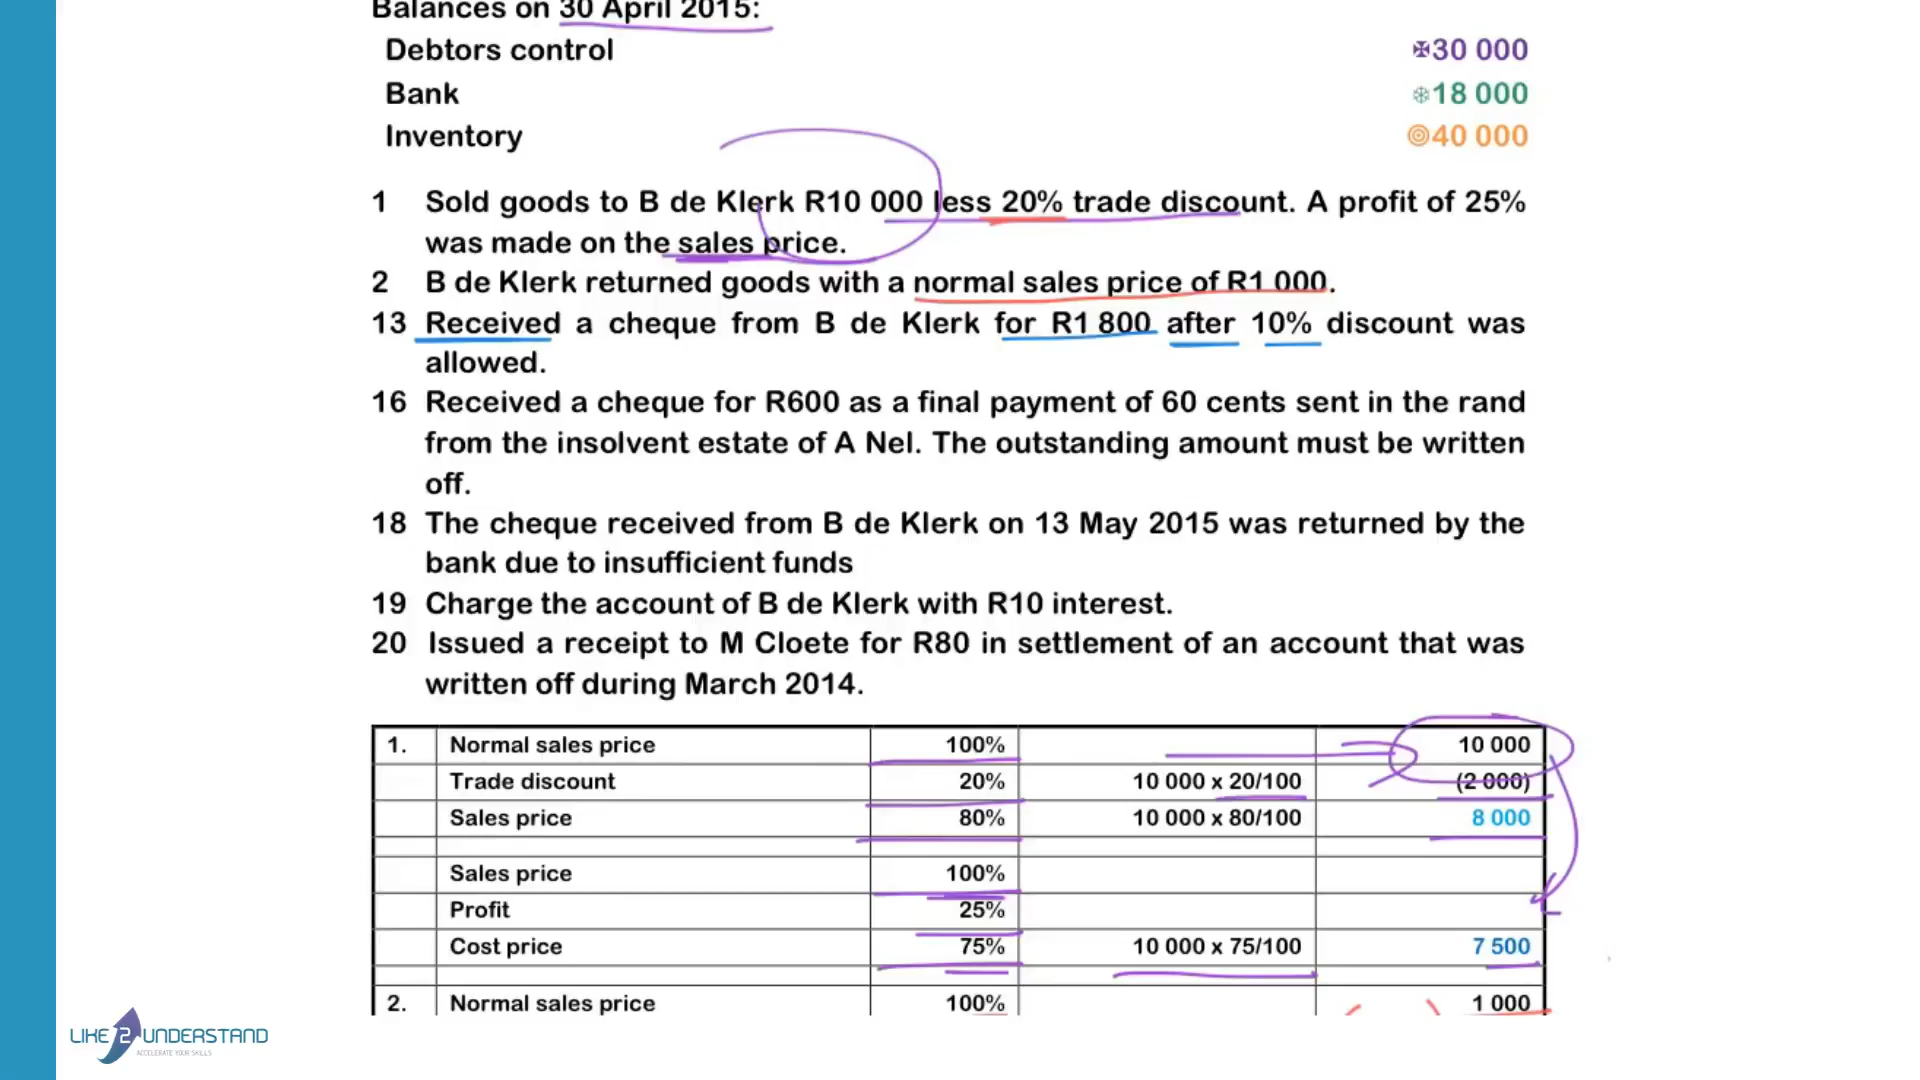 Balances on 30 April 2015:
Debtors control ✠30 000
Bank ❄18 000
Inventory ◎40 000
1 Sold goods to B de Klerk R10 000 less 20% trade discount. A profit of 25%
was made on the sales price.
2 B de Klerk returned goods with a normal sales price of R1 000.
13 Received a cheque from B de Klerk for R1 800 after 10% discount was
allowed.
16 Received a cheque for R600 as a final payment of 60 cents sent in the rand
from the insolvent estate of A Nel. The outstanding amount must be written
off.
18 The cheque received from B de Klerk on 13 May 2015 was returned by the
bank due to insufficient funds
19 Charge the account of B de Klerk with R10 interest.
20 Issued a receipt to M Cloete for R80 in settlement of an account that was
written off during March 2014.
1. Normal sales price 100% 10 000
Trade discount 20% 10 000 x 20/100 (2 000)
Sales price 80% 10 000 x 80/100 8 000
Sales price 100%
Profit 25%
Cost price 75% 10 000 x 75/100 7 500
2. Normal sales price 100% 1 000
LIKE 2 UNDERSTAND
ACCELERATE YOUR SKILLS